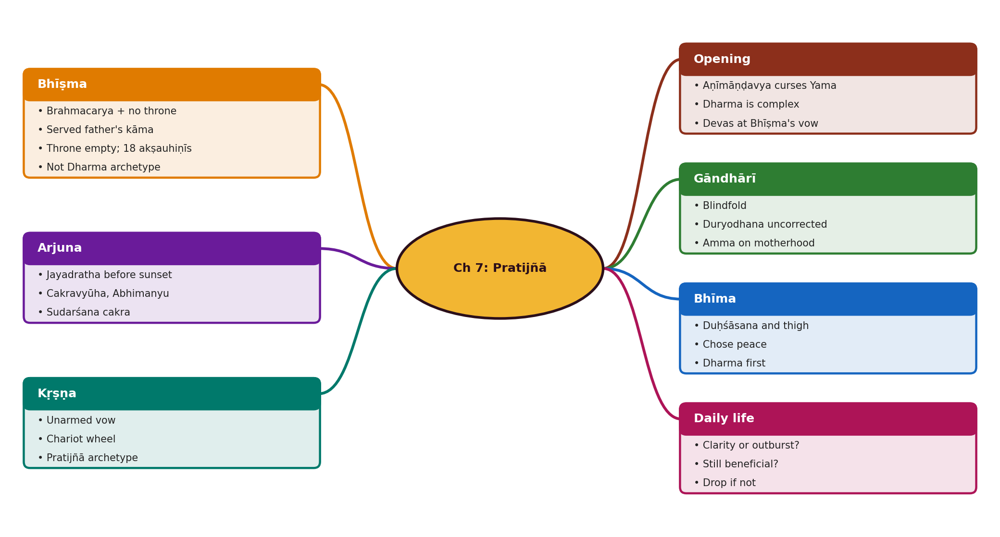 Ch 7: Pratijñā
Opening
• Aṇīmāṇḍavya curses Yama
• Dharma is complex
• Devas at Bhīṣma's vow
Gāndhārī
• Blindfold
• Duryodhana uncorrected
• Amma on motherhood
Bhīma
• Duḥśāsana and thigh
• Chose peace
• Dharma first
Daily life
• Clarity or outburst?
• Still beneficial?
• Drop if not
Bhīṣma
• Brahmacarya + no throne
• Served father's kāma
• Throne empty; 18 akṣauhiṇīs
• Not Dharma archetype
Arjuna
• Jayadratha before sunset
• Cakravyūha, Abhimanyu
• Sudarśana cakra
Kṛṣṇa
• Unarmed vow
• Chariot wheel
• Pratijñā archetype